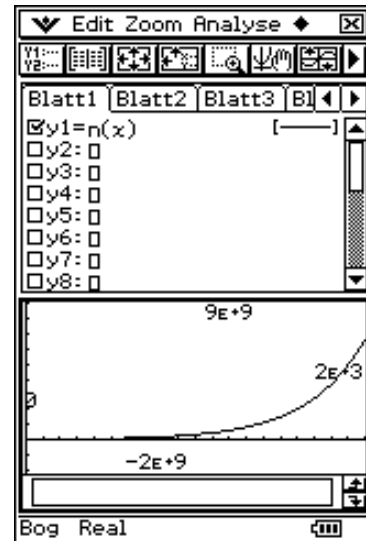 Edit Zoom Analyse
Blatt1 Blatt2 Blatt3 Bl
y1=n(x) [——]
y2:
y3:
y4:
y5:
y6:
y7:
y8:
9E+9
2E+3
0
-2E+9
Bog Real